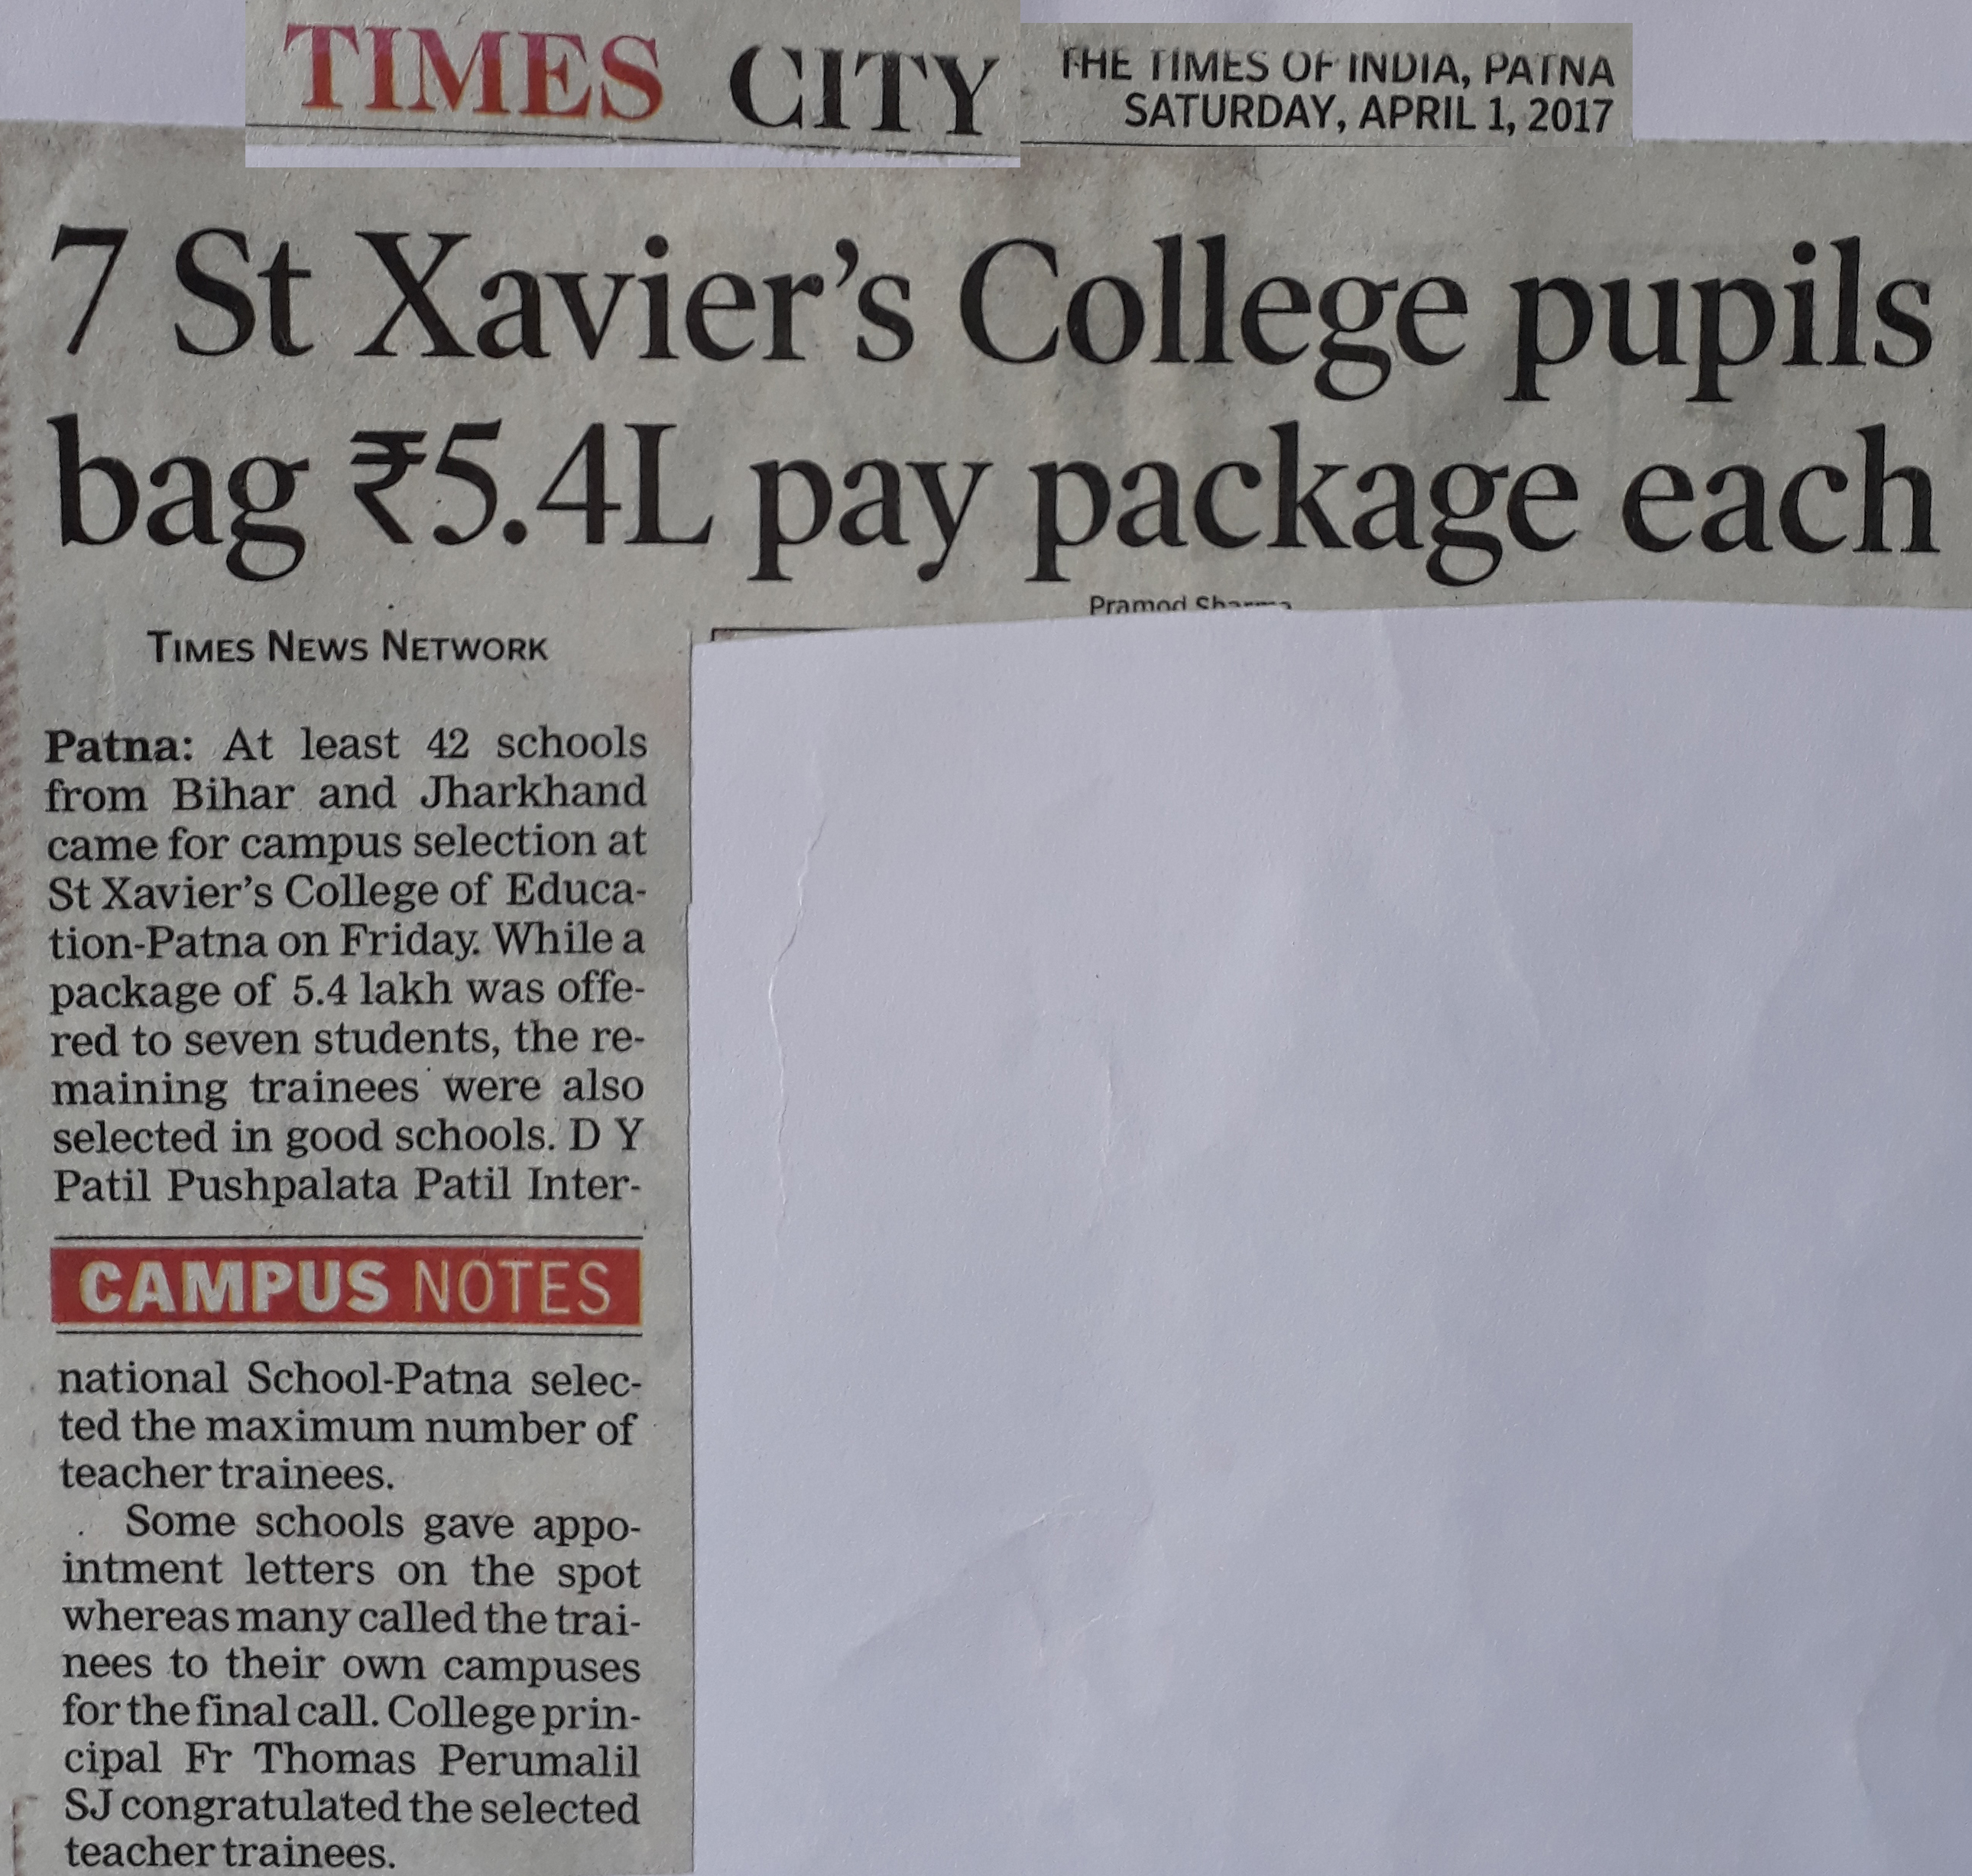 TIMES CITY
THE TIMES OF INDIA, PATNA
SATURDAY, APRIL 1, 2017
7 St Xavier's College pupils
bag ₹5.4L pay package each
Pramod Sharma
TIMES NEWS NETWORK
Patna: At least 42 schools
from Bihar and Jharkhand
came for campus selection at
St Xavier's College of Educa-
tion-Patna on Friday. While a
package of 5.4 lakh was offe-
red to seven students, the re-
maining trainees were also
selected in good schools. D Y
Patil Pushpalata Patil Inter-
CAMPUS NOTES
national School-Patna selec-
ted the maximum number of
teacher trainees.
Some schools gave appo-
intment letters on the spot
whereas many called the trai-
nees to their own campuses
for the final call. College prin-
cipal Fr Thomas Perumalil
SJ congratulated the selected
teacher trainees.